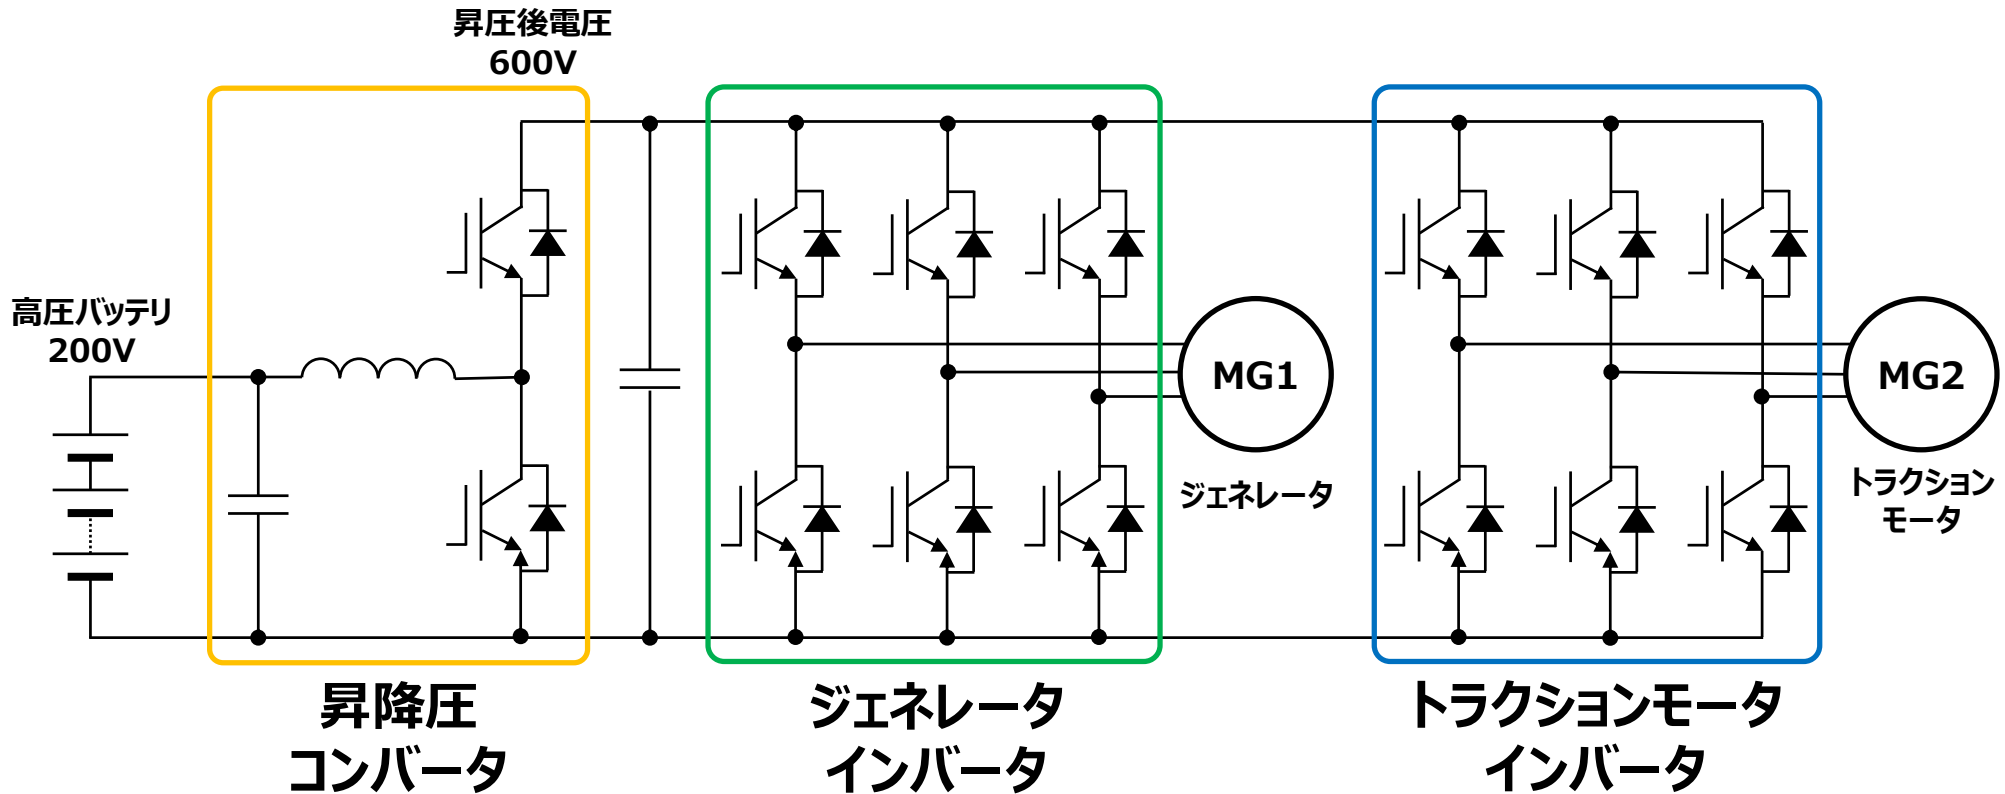 昇圧後電圧
600V
高圧バッテリ
200V
MG1
ジェネレータ
MG2
トラクション
モータ
昇降圧
コンバータ
ジェネレータ
インバータ
トラクションモータ
インバータ